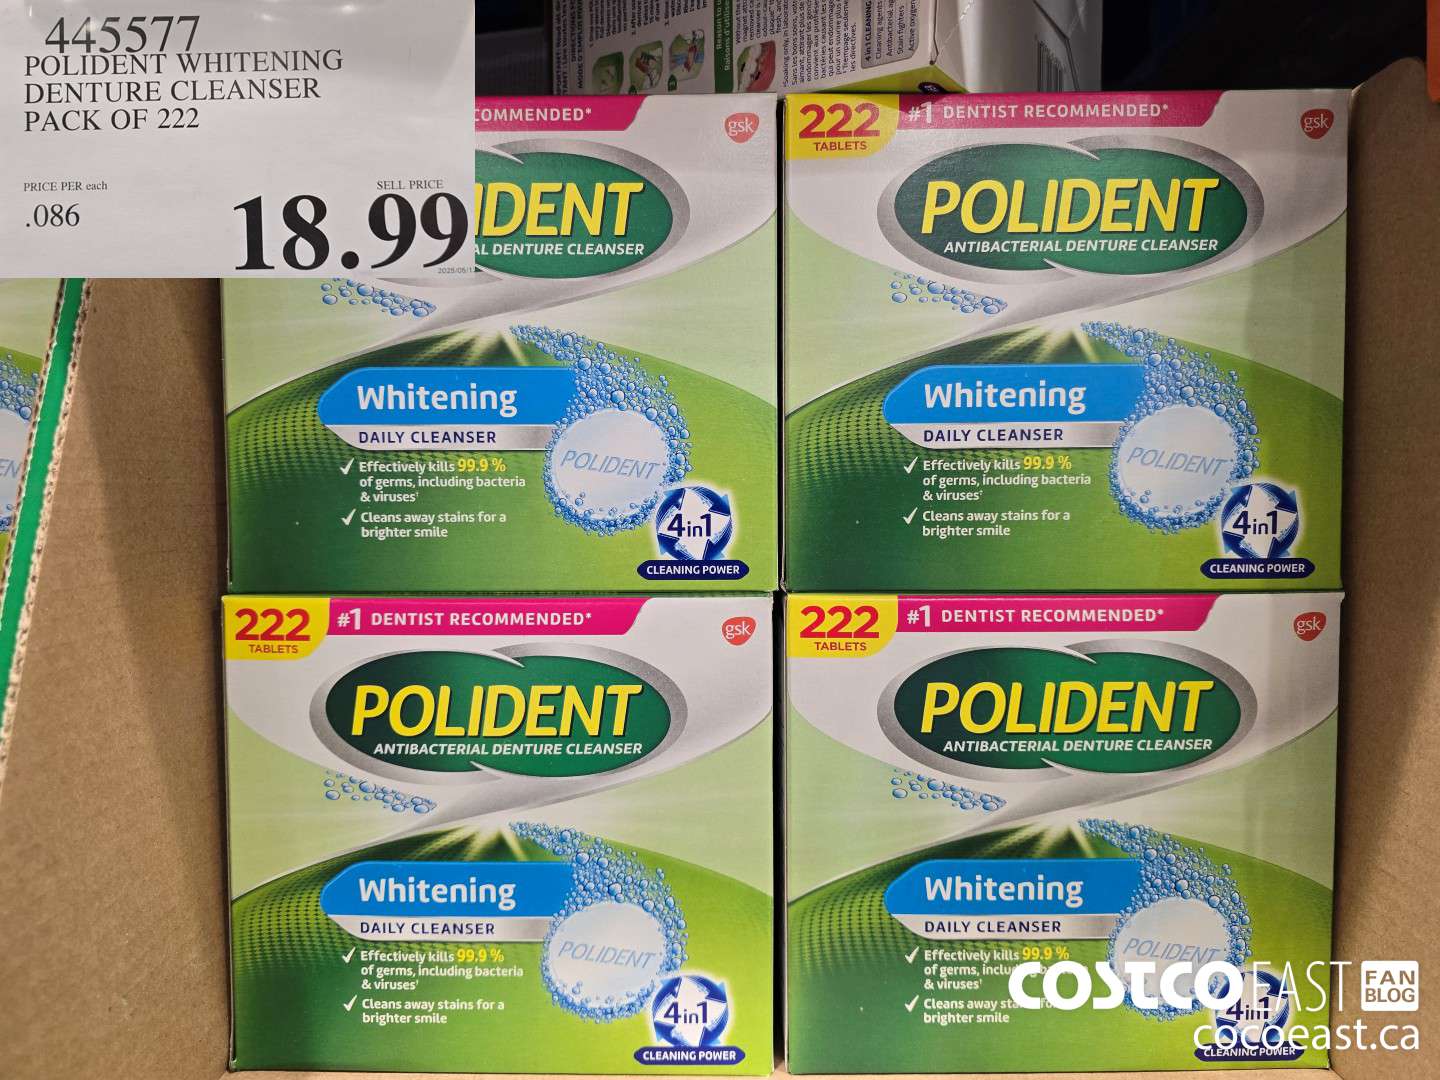 445577
POLIDENT WHITENING
DENTURE CLEANSER
PACK OF 222
PRICE PER each
.086
SELL PRICE
18.99
COMMENDED*
gsk
IDENT
AL DENTURE CLEANSER
Whitening
DAILY CLEANSER
Effectively kills 99.9 %
of germs, including bacteria
& viruses†
Cleans away stains for a
brighter smile
POLIDENT
4in1
CLEANING POWER
222
TABLETS
#1 DENTIST RECOMMENDED*
gsk
POLIDENT
ANTIBACTERIAL DENTURE CLEANSER
Whitening
DAILY CLEANSER
Effectively kills 99.9 %
of germs, including bacteria
& viruses†
Cleans away stains for a
brighter smile
POLIDENT
4in1
CLEANING POWER
222
TABLETS
#1 DENTIST RECOMMENDED*
gsk
POLIDENT
ANTIBACTERIAL DENTURE CLEANSER
Whitening
DAILY CLEANSER
Effectively kills 99.9 %
of germs, including bacteria
& viruses†
Cleans away stains for a
brighter smile
POLIDENT
4in1
CLEANING POWER
222
TABLETS
#1 DENTIST RECOMMENDED*
gsk
POLIDENT
ANTIBACTERIAL DENTURE CLEANSER
Whitening
DAILY CLEANSER
Effectively kills 99.9 %
of germs, inclu
& viruses†
Cleans away sta
brighter smile
POLIDENT
4in1
CLEANING POWER
COSTCO EAST FAN BLOG
cocoeast.ca